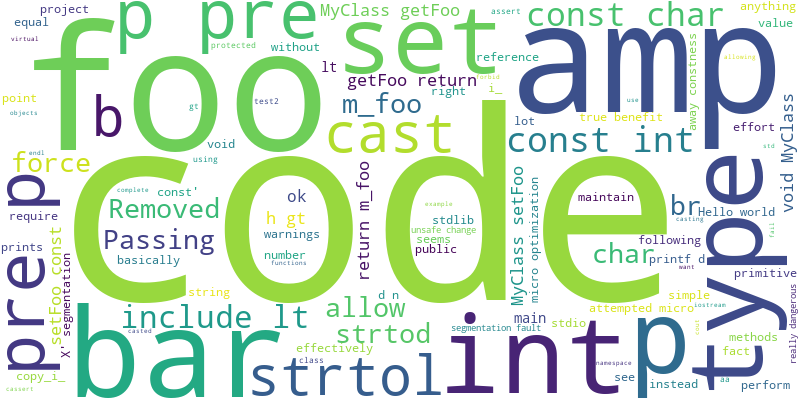 project
equal
virtual
p pre
MyClass getFoo
assert
const char
anything
value
protected
without
set
foo
amp
reference
lt
getFoo return
forbid
i_
away constness
allowing
point
objects
b
gt
test2
m_foo
right
use
true benefit
effort
endl
void
using
cast
lot
const int
std
force
const'
complete
return m_foo
code
example
ok
maintain
br
Hello world
void MyClass
type
require
Removed
h gt
stdlib
unsafe change
warnings
seems
public
MyClass setFoo
micro optimization
following
casting
fail
prints
Passing
number
functions
basically
char
printf d
want
primitive
prep
setFoo const
X' segmentation
string
d n
allow
include lt
bar
main
attempted micro
simple
iostream
really dangerous
casted
strtod
segmentation fault
stdio
int
p
methods
fact
effectively
class
strtol
namespace
see
instead
aa
copy_i_
cassert
perform